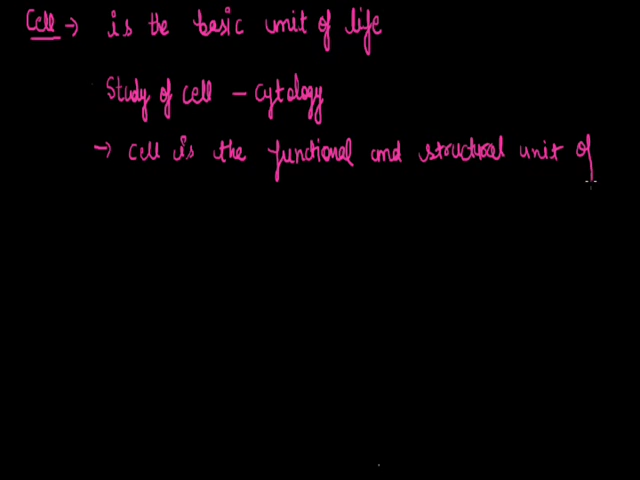 Cell → is the basic unit of life
Study of cell - cytology
→ cell is the functional and structural unit of